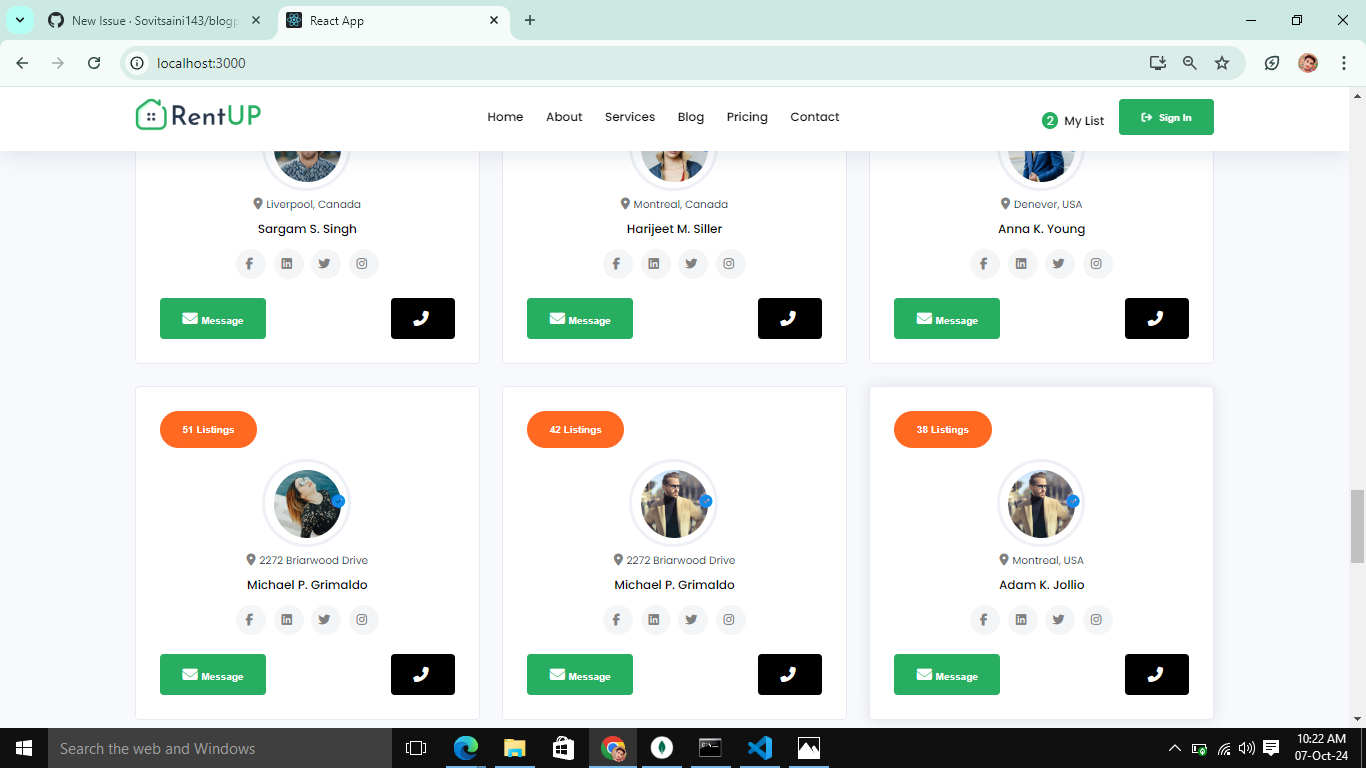 New Issue · Sovitsaini143/blogp
React App
localhost:3000
RentUP
Home About Services Blog Pricing Contact
2 My List
Sign In
Liverpool, Canada
Sargam S. Singh
Message
Montreal, Canada
Harijeet M. Siller
Message
Denever, USA
Anna K. Young
Message
51 Listings
2272 Briarwood Drive
Michael P. Grimaldo
Message
42 Listings
2272 Briarwood Drive
Michael P. Grimaldo
Message
38 Listings
Montreal, USA
Adam K. Jollio
Message
Search the web and Windows
10:22 AM
07-Oct-24